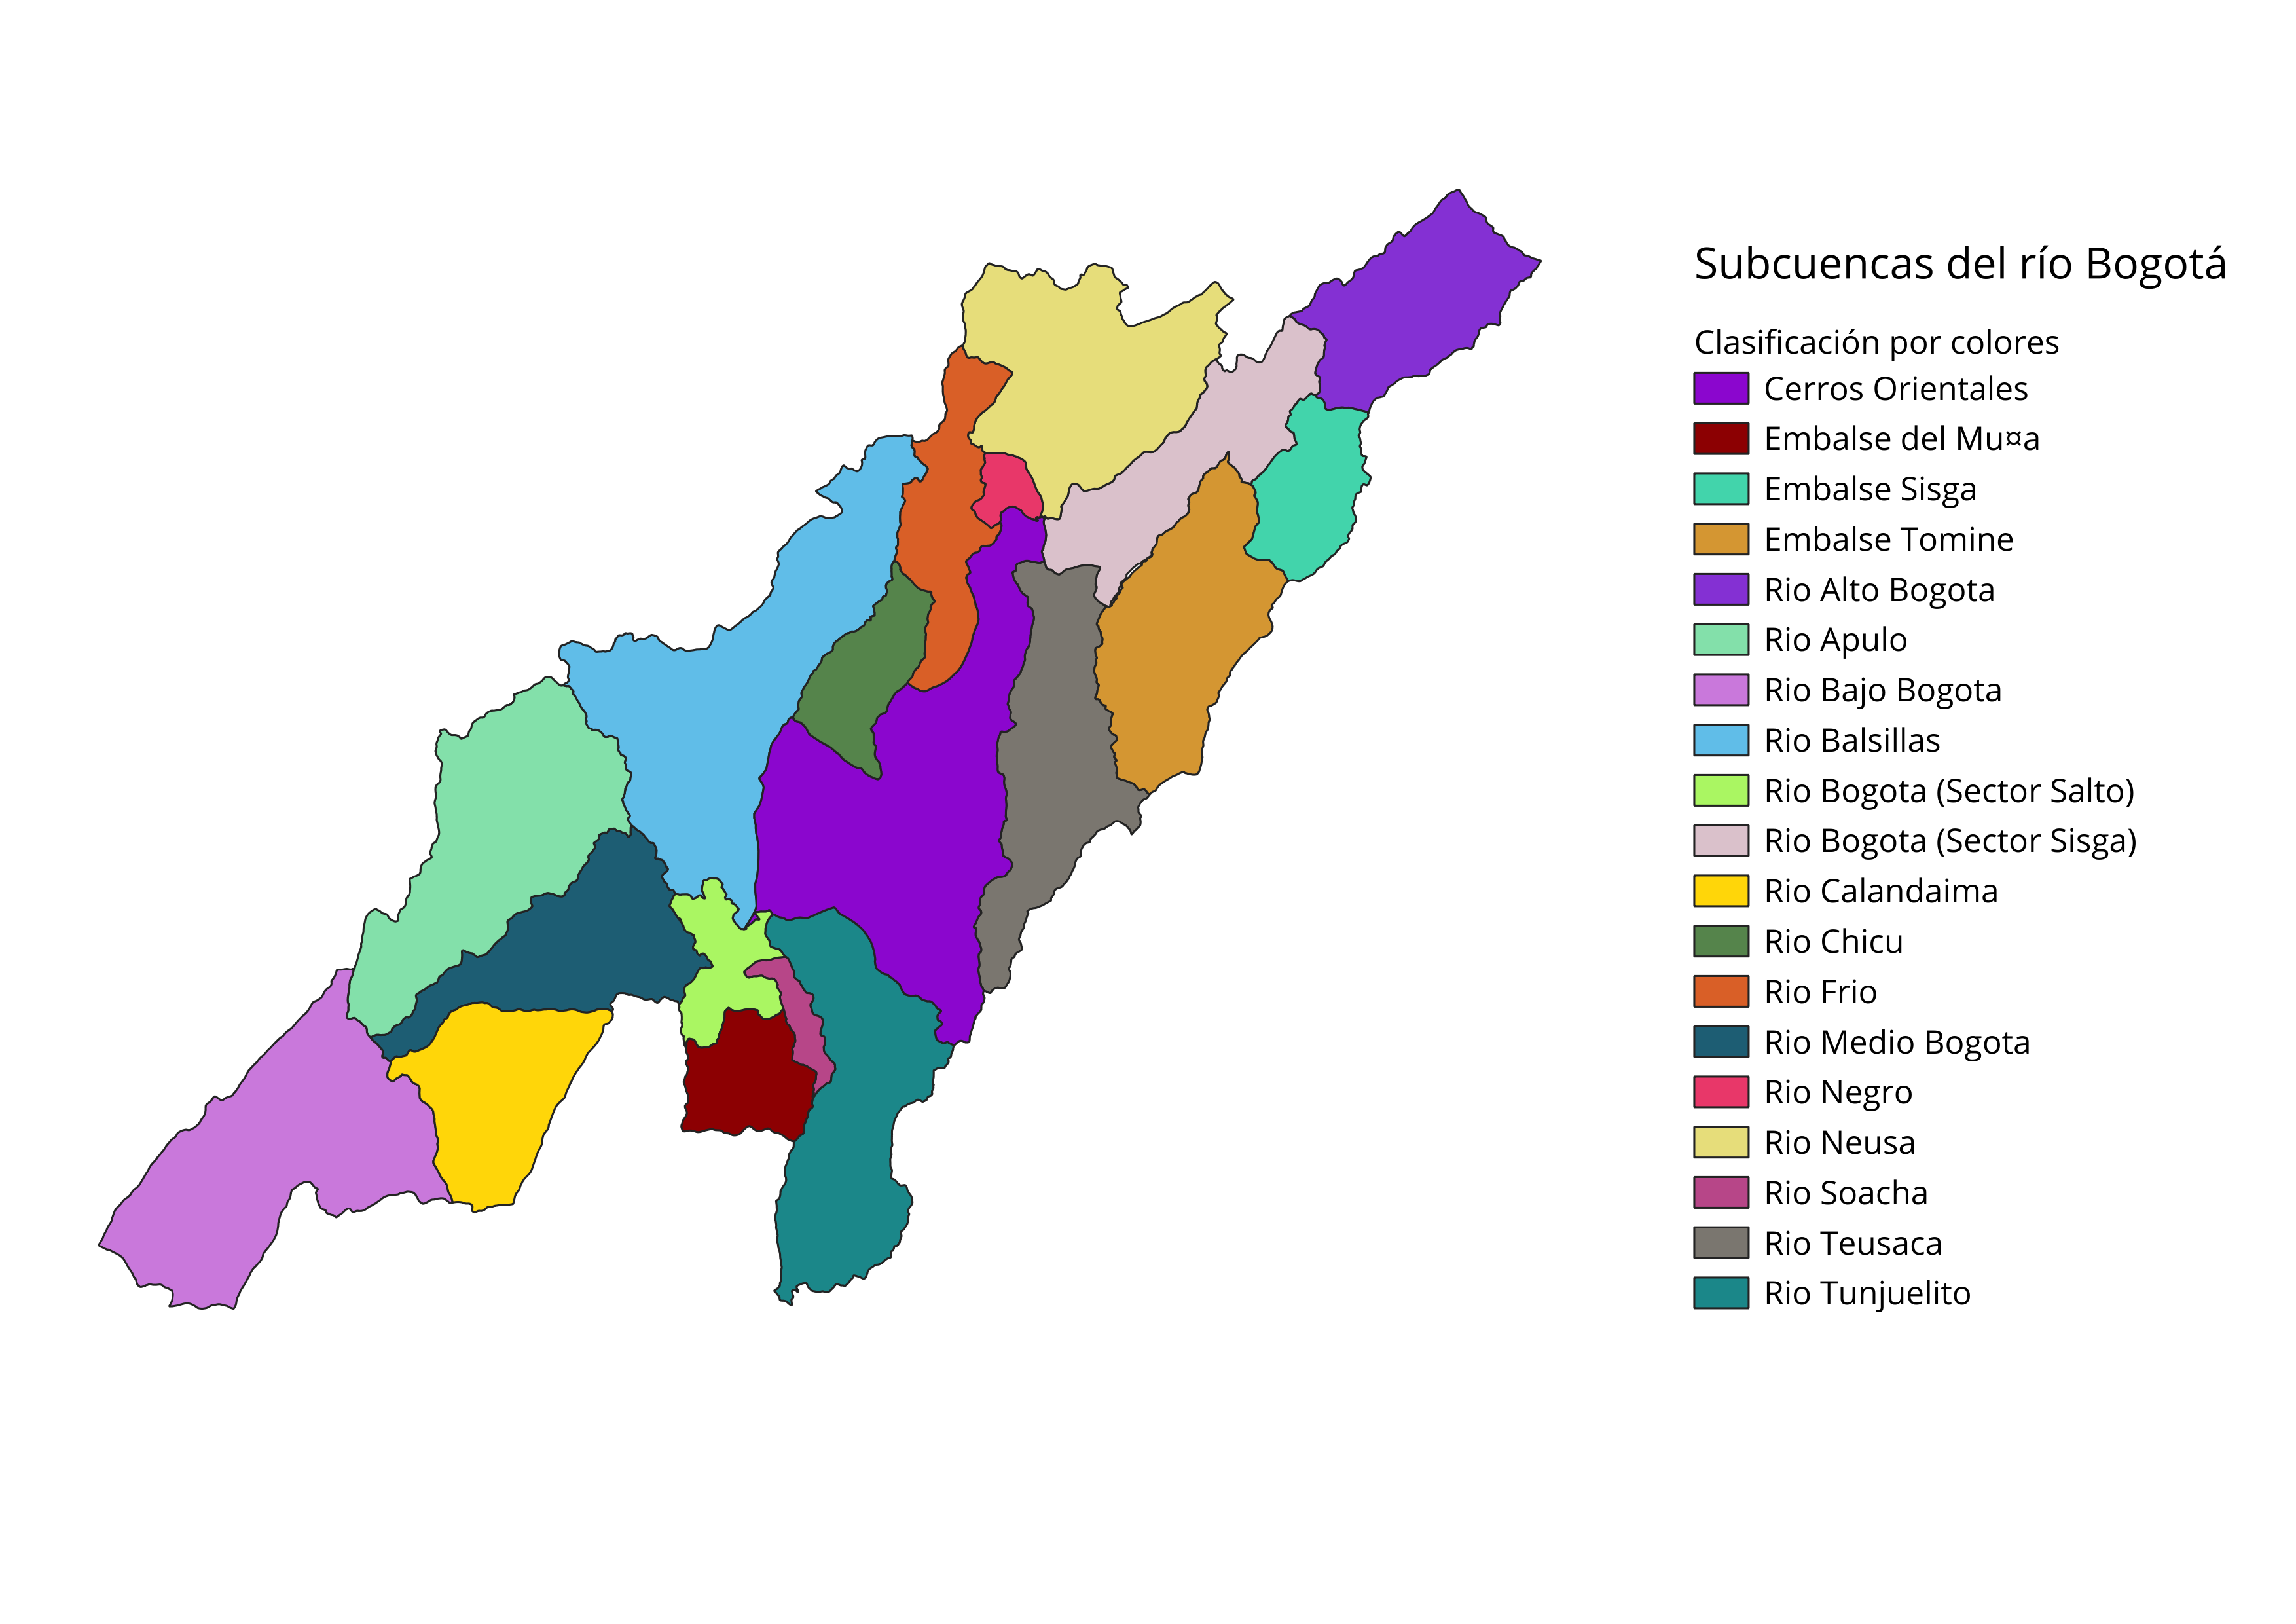 Subcuencas del río Bogotá
Clasificación por colores
Cerros Orientales
Embalse del Mu¤a
Embalse Sisga
Embalse Tomine
Rio Alto Bogota
Rio Apulo
Rio Bajo Bogota
Rio Balsillas
Rio Bogota (Sector Salto)
Rio Bogota (Sector Sisga)
Rio Calandaima
Rio Chicu
Rio Frio
Rio Medio Bogota
Rio Negro
Rio Neusa
Rio Soacha
Rio Teusaca
Rio Tunjuelito